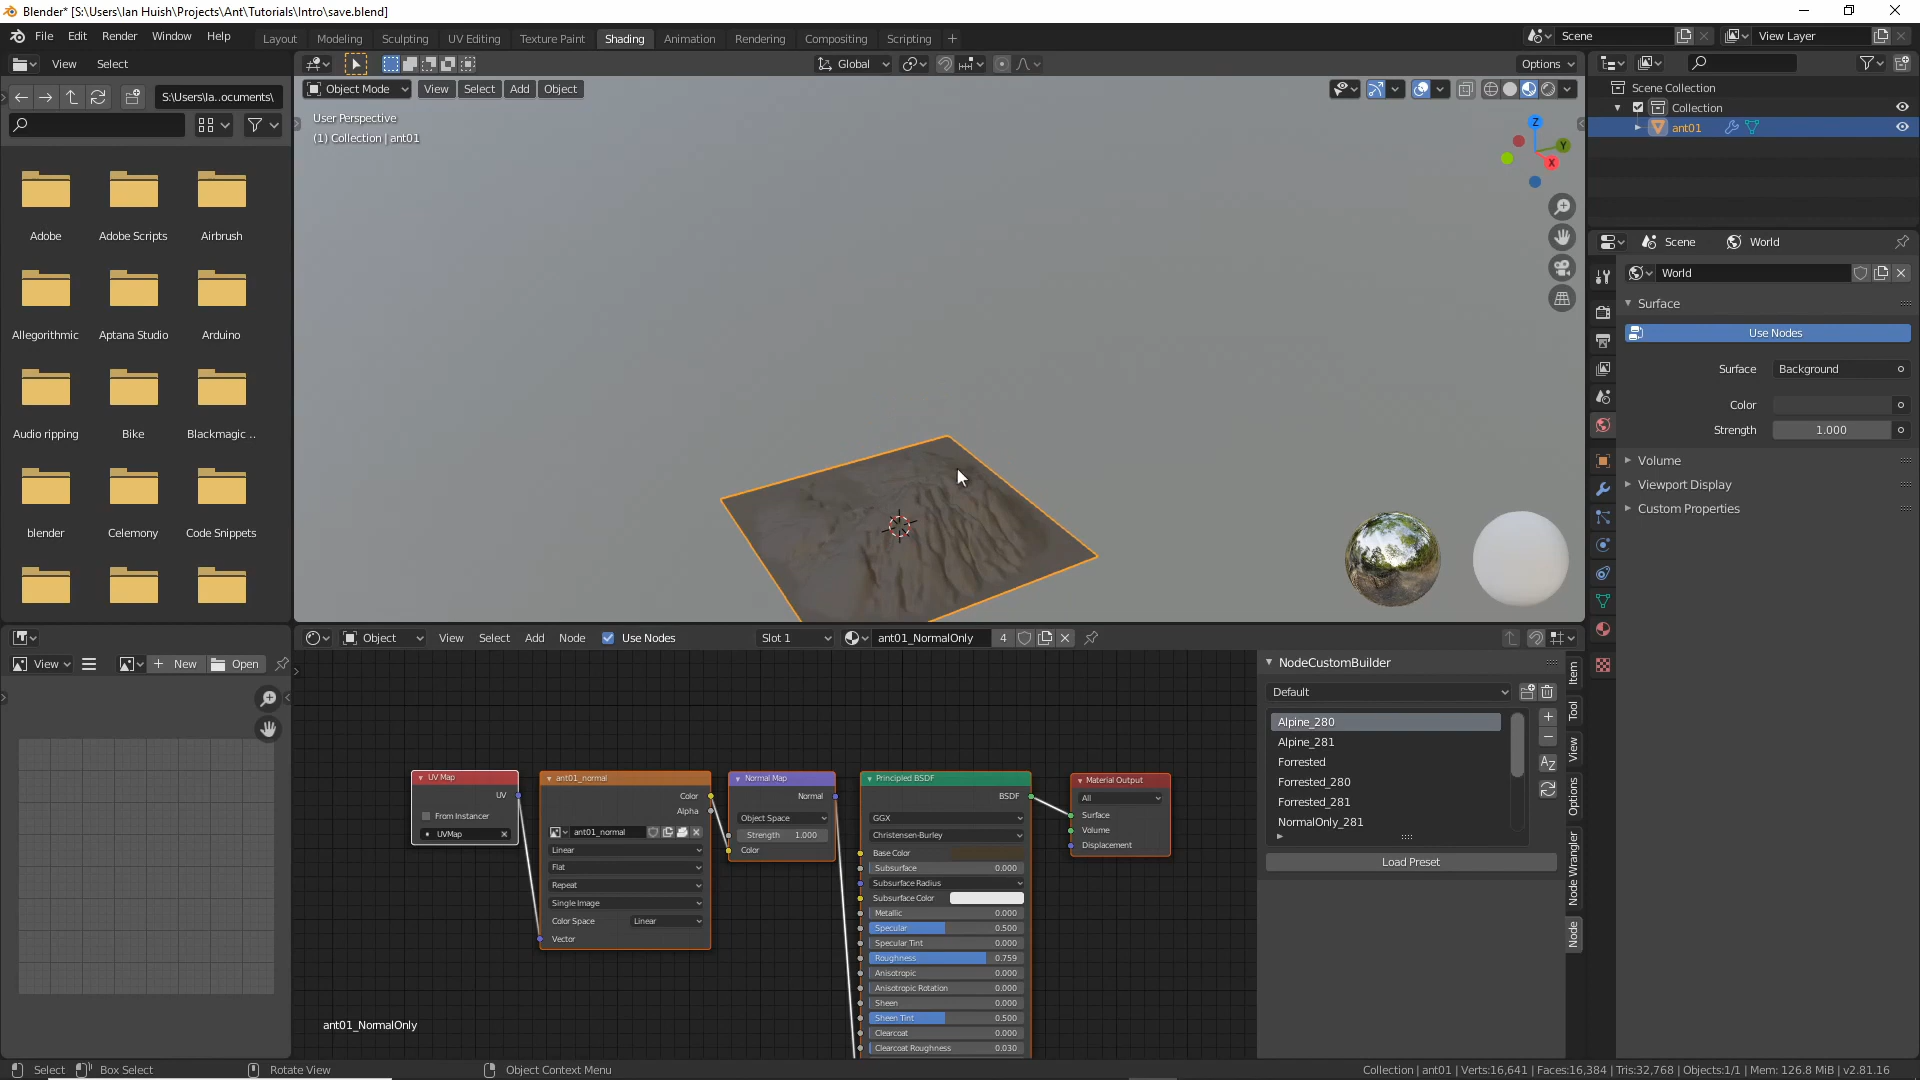 Blender* [S:\Users\Ian Huish\Projects\Ant\Tutorials\Intro\save.blend]
File Edit Render Window Help
Layout Modeling Sculpting UV Editing Texture Paint Shading Animation Rendering Compositing Scripting +
Scene
View Layer
View Select
Global
Options
S:\Users\Ia..ocuments\
Object Mode View Select Add Object
User Perspective
(1) Collection | ant01
Z
Y
X
Scene Collection
Collection
ant01
Adobe Adobe Scripts Airbrush
Allegorithmic Aptana Studio Arduino
Audio ripping Bike Blackmagic ..
blender Celemony Code Snippets
Scene World
World
Surface
Use Nodes
Surface Background
Color
Strength 1.000
Volume
Viewport Display
Custom Properties
View New Open
Object View Select Add Node Use Nodes Slot 1 ant01_NormalOnly 4
UV Map
UV
From Instancer
UVMap
ant01_normal
Color
Alpha
ant01_normal
Linear
Flat
Repeat
Single Image
Color Space Linear
Vector
Normal Map
Normal
Object Space
Strength 1.000
Color
Principled BSDF
BSDF
GGX
Christensen-Burley
Base Color
Subsurface 0.000
Subsurface Radius
Subsurface Color
Metallic 0.000
Specular 0.500
Specular Tint 0.000
Roughness 0.759
Anisotropic 0.000
Anisotropic Rotation 0.000
Sheen 0.000
Sheen Tint 0.500
Clearcoat 0.000
Clearcoat Roughness 0.030
Material Output
All
Surface
Volume
Displacement
ant01_NormalOnly
NodeCustomBuilder
Default
Alpine_280
Alpine_281
Forrested
Forrested_280
Forrested_281
NormalOnly_281
Load Preset
Item
Tool
View
Options
Node Wrangler
Node
Select Box Select Rotate View Object Context Menu
Collection | ant01 | Verts:16,641 | Faces:16,384 | Tris:32,768 | Objects:1/1 | Mem: 126.8 MiB | v2.81.16